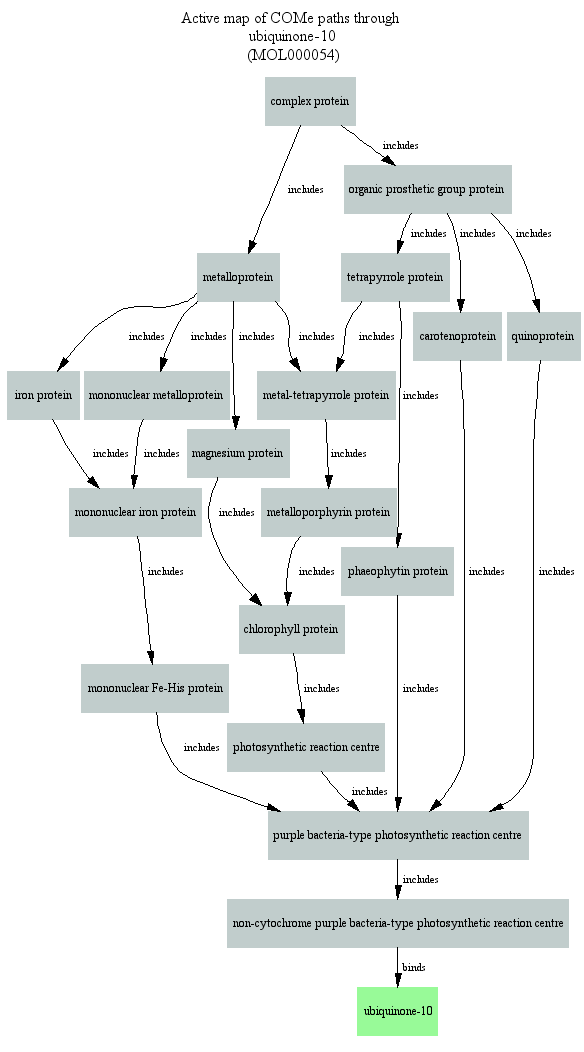 Active map of COMe paths through
ubiquinone-10
(MOL000054)
complex protein
includes
includes
organic prosthetic group protein
includes
includes
includes
metalloprotein
tetrapyrrole protein
carotenoprotein
quinoprotein
includes
includes
includes
includes
includes
iron protein
mononuclear metalloprotein
metal-tetrapyrrole protein
includes
magnesium protein
includes
includes
includes
mononuclear iron protein
includes
metalloporphyrin protein
includes
includes
phaeophytin protein
includes
includes
chlorophyll protein
mononuclear Fe-His protein
includes
includes
includes
photosynthetic reaction centre
includes
purple bacteria-type photosynthetic reaction centre
includes
non-cytochrome purple bacteria-type photosynthetic reaction centre
binds
ubiquinone-10